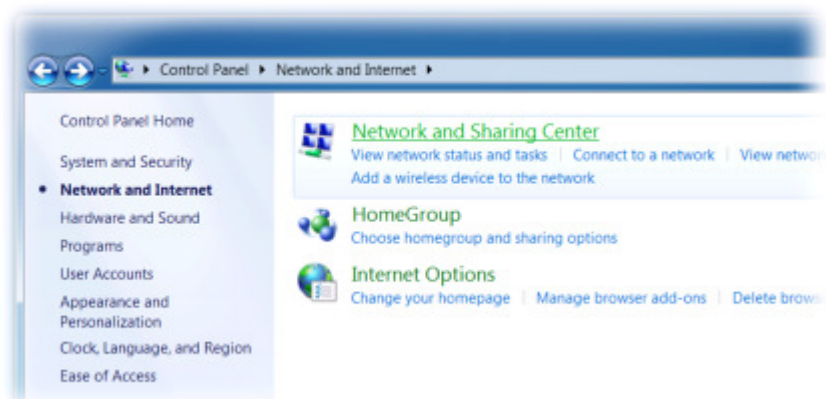 Control Panel Network and Internet
Control Panel Home
System and Security
Network and Internet
Hardware and Sound
Programs
User Accounts
Appearance and
Personalization
Clock, Language, and Region
Ease of Access
Network and Sharing Center
View network status and tasks Connect to a network View
Add a wireless device to the network
HomeGroup
Choose homegroup and sharing options
Internet Options
Change your homepage Manage browser add-ons Delete